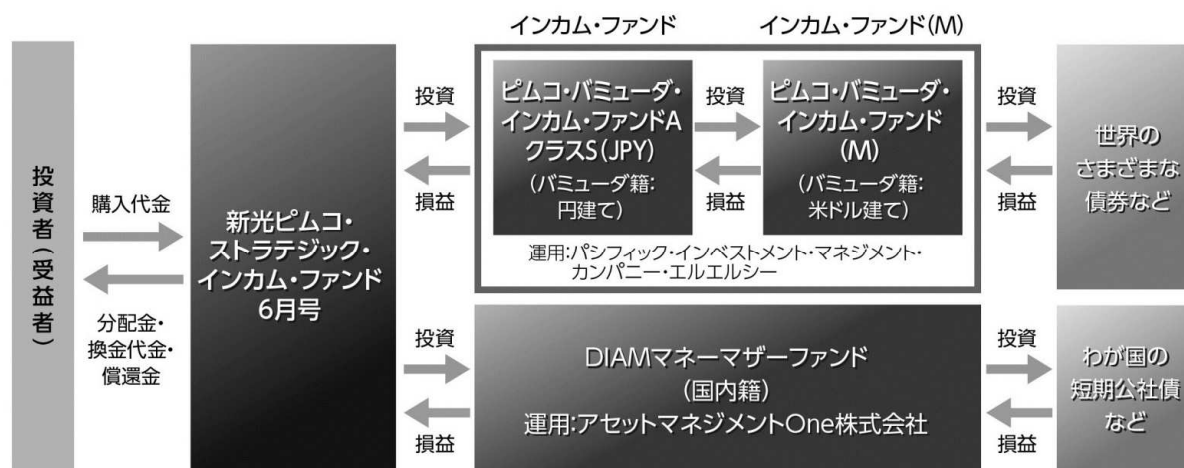 インカム・ファンド
インカム・ファンド(M)
投資者(受益者)
購入代金
分配金・
換金代金・
償還金
新光ピムコ・
ストラテジック・
インカム・ファンド
6月号
投資
損益
ピムコ・バミューダ・
インカム・ファンドA
クラスS(JPY)
(バミューダ籍:
円建て)
投資
損益
ピムコ・バミューダ・
インカム・ファンド
(M)
(バミューダ籍:
米ドル建て)
運用:パシフィック・インベストメント・マネジメント・
カンパニー・エルエルシー
投資
損益
世界の
さまざまな
債券など
投資
損益
DIAMマネーマザーファンド
(国内籍)
運用:アセットマネジメントOne株式会社
投資
損益
わが国の
短期公社債
など